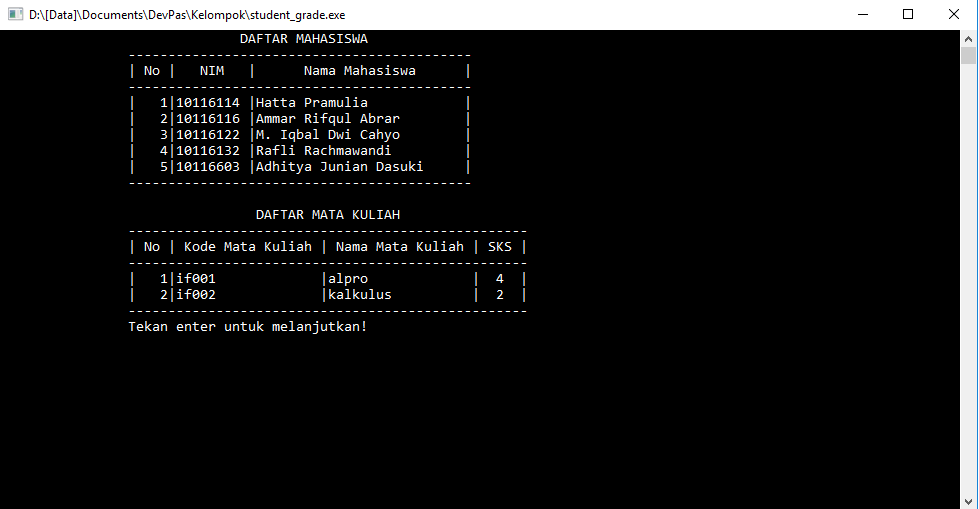 D:\[Data]\Documents\DevPas\Kelompok\student_grade.exe
DAFTAR MAHASISWA
-------------------------------------------
| No |   NIM   |      Nama Mahasiswa      |
-------------------------------------------
|   1|10116114 |Hatta Pramulia            |
|   2|10116116 |Ammar Rifqul Abrar        |
|   3|10116122 |M. Iqbal Dwi Cahyo        |
|   4|10116132 |Rafli Rachmawandi         |
|   5|10116603 |Adhitya Junian Dasuki     |
-------------------------------------------
DAFTAR MATA KULIAH
--------------------------------------------------
| No | Kode Mata Kuliah | Nama Mata Kuliah | SKS |
--------------------------------------------------
|   1|if001             |alpro             |  4  |
|   2|if002             |kalkulus          |  2  |
--------------------------------------------------
Tekan enter untuk melanjutkan!